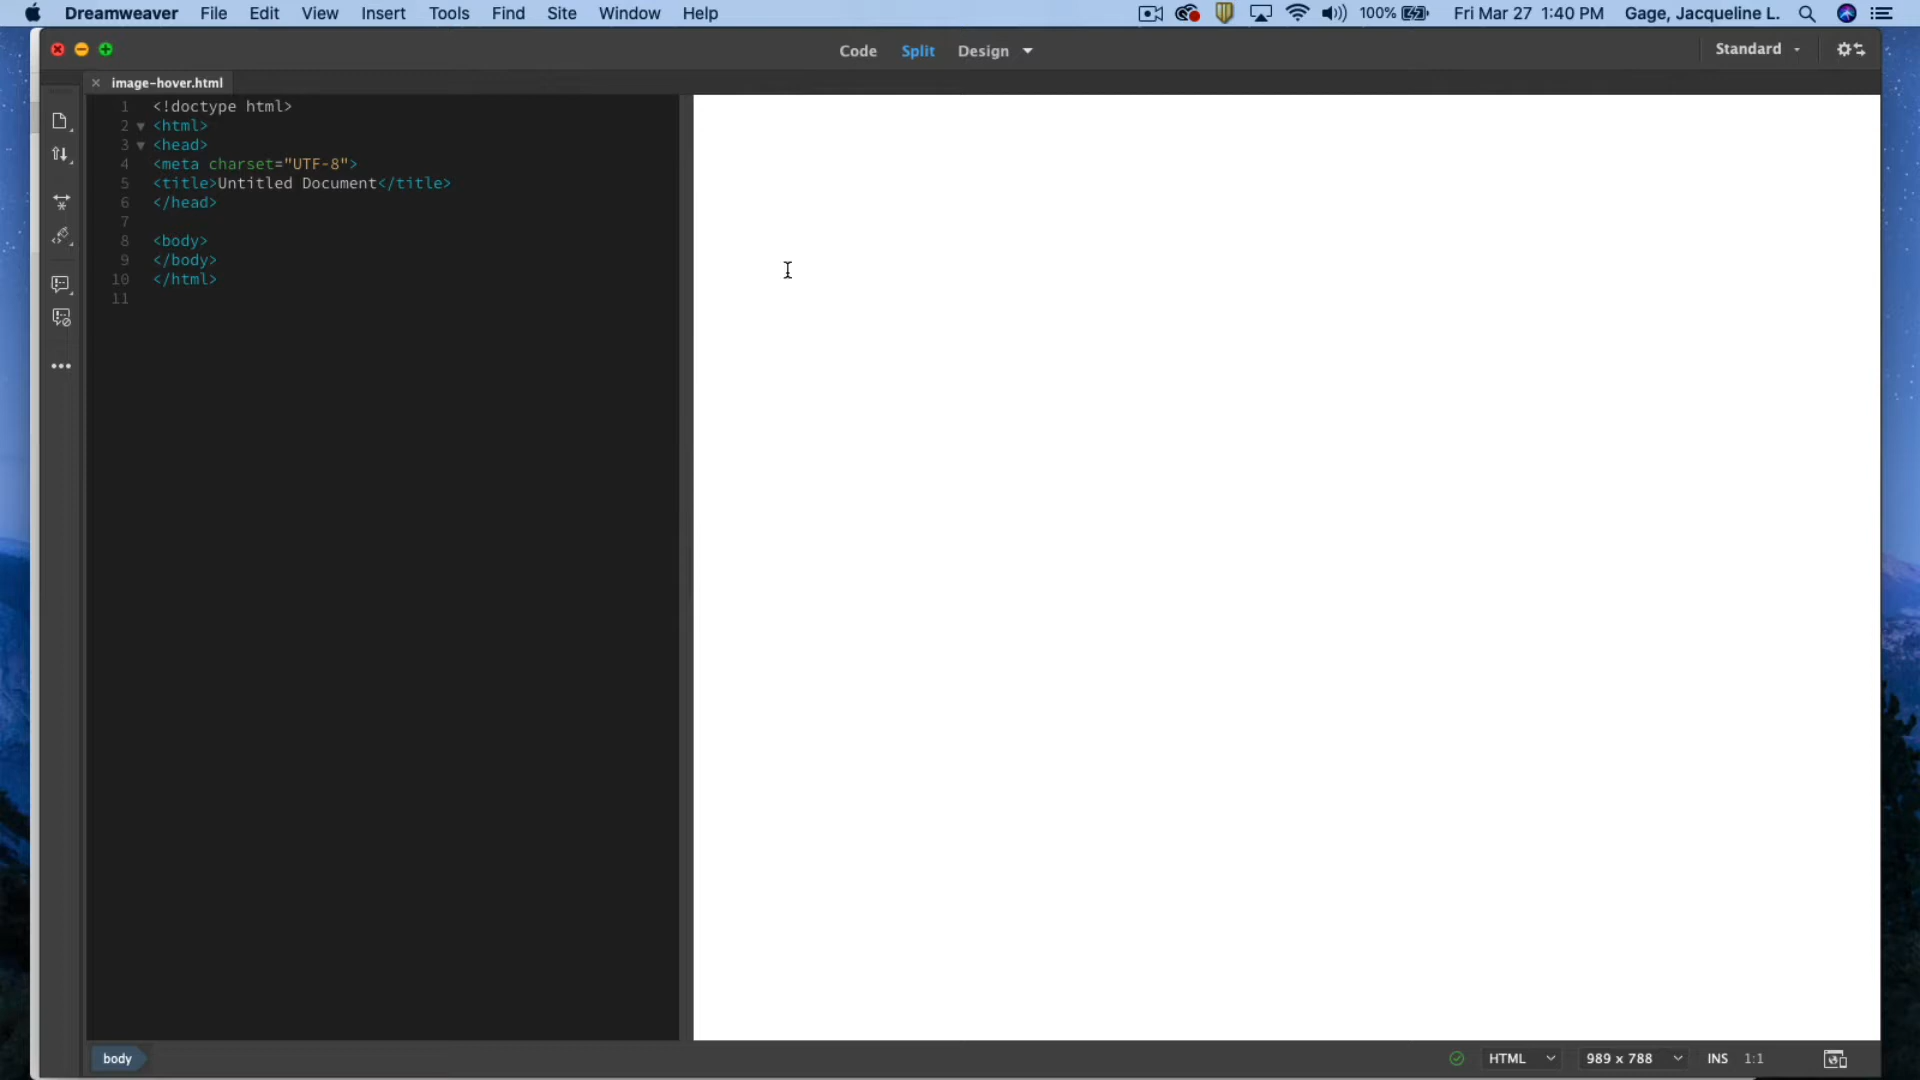 Dreamweaver File Edit View Insert Tools Find Site Window Help 100% Fri Mar 27 1:40 PM Gage, Jacqueline L.
Code Split Design Standard
image-hover.html
1 <!doctype html>
2 <html>
3 <head>
4 <meta charset="UTF-8">
5 <title>Untitled Document</title>
6 </head>
7
8 <body>
9 </body>
10 </html>
11
body HTML 989 x 788 INS 1:1